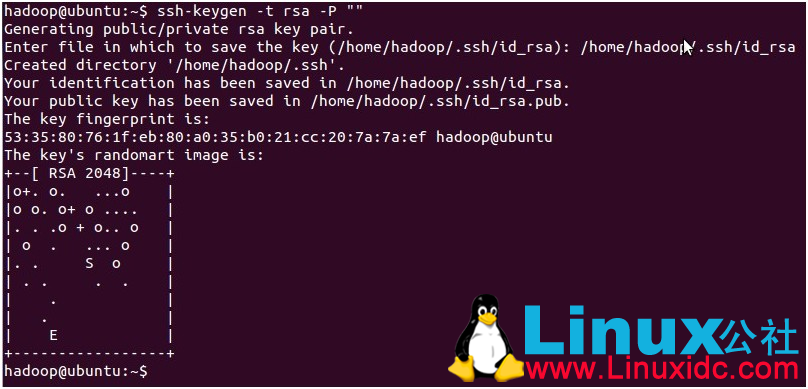 hadoop@ubuntu:~$ ssh-keygen -t rsa -P ""
Generating public/private rsa key pair.
Enter file in which to save the key (/home/hadoop/.ssh/id_rsa): /home/hadoop/.ssh/id_rsa
Created directory '/home/hadoop/.ssh'.
Your identification has been saved in /home/hadoop/.ssh/id_rsa.
Your public key has been saved in /home/hadoop/.ssh/id_rsa.pub.
The key fingerprint is:
53:35:80:76:1f:eb:80:a0:35:b0:21:cc:20:7a:7a:ef hadoop@ubuntu
The key's randomart image is:
+--[ RSA 2048]----+
|o+. o.   ...o    |
|o o. o+ o ....   |
|. . .o + o.. o   |
| o  .   ... o    |
|. .     S  o     |
| . .     .  .    |
|    .            |
|   .             |
|    E            |
+-----------------+
hadoop@ubuntu:~$
Linux公社
www.Linuxidc.com